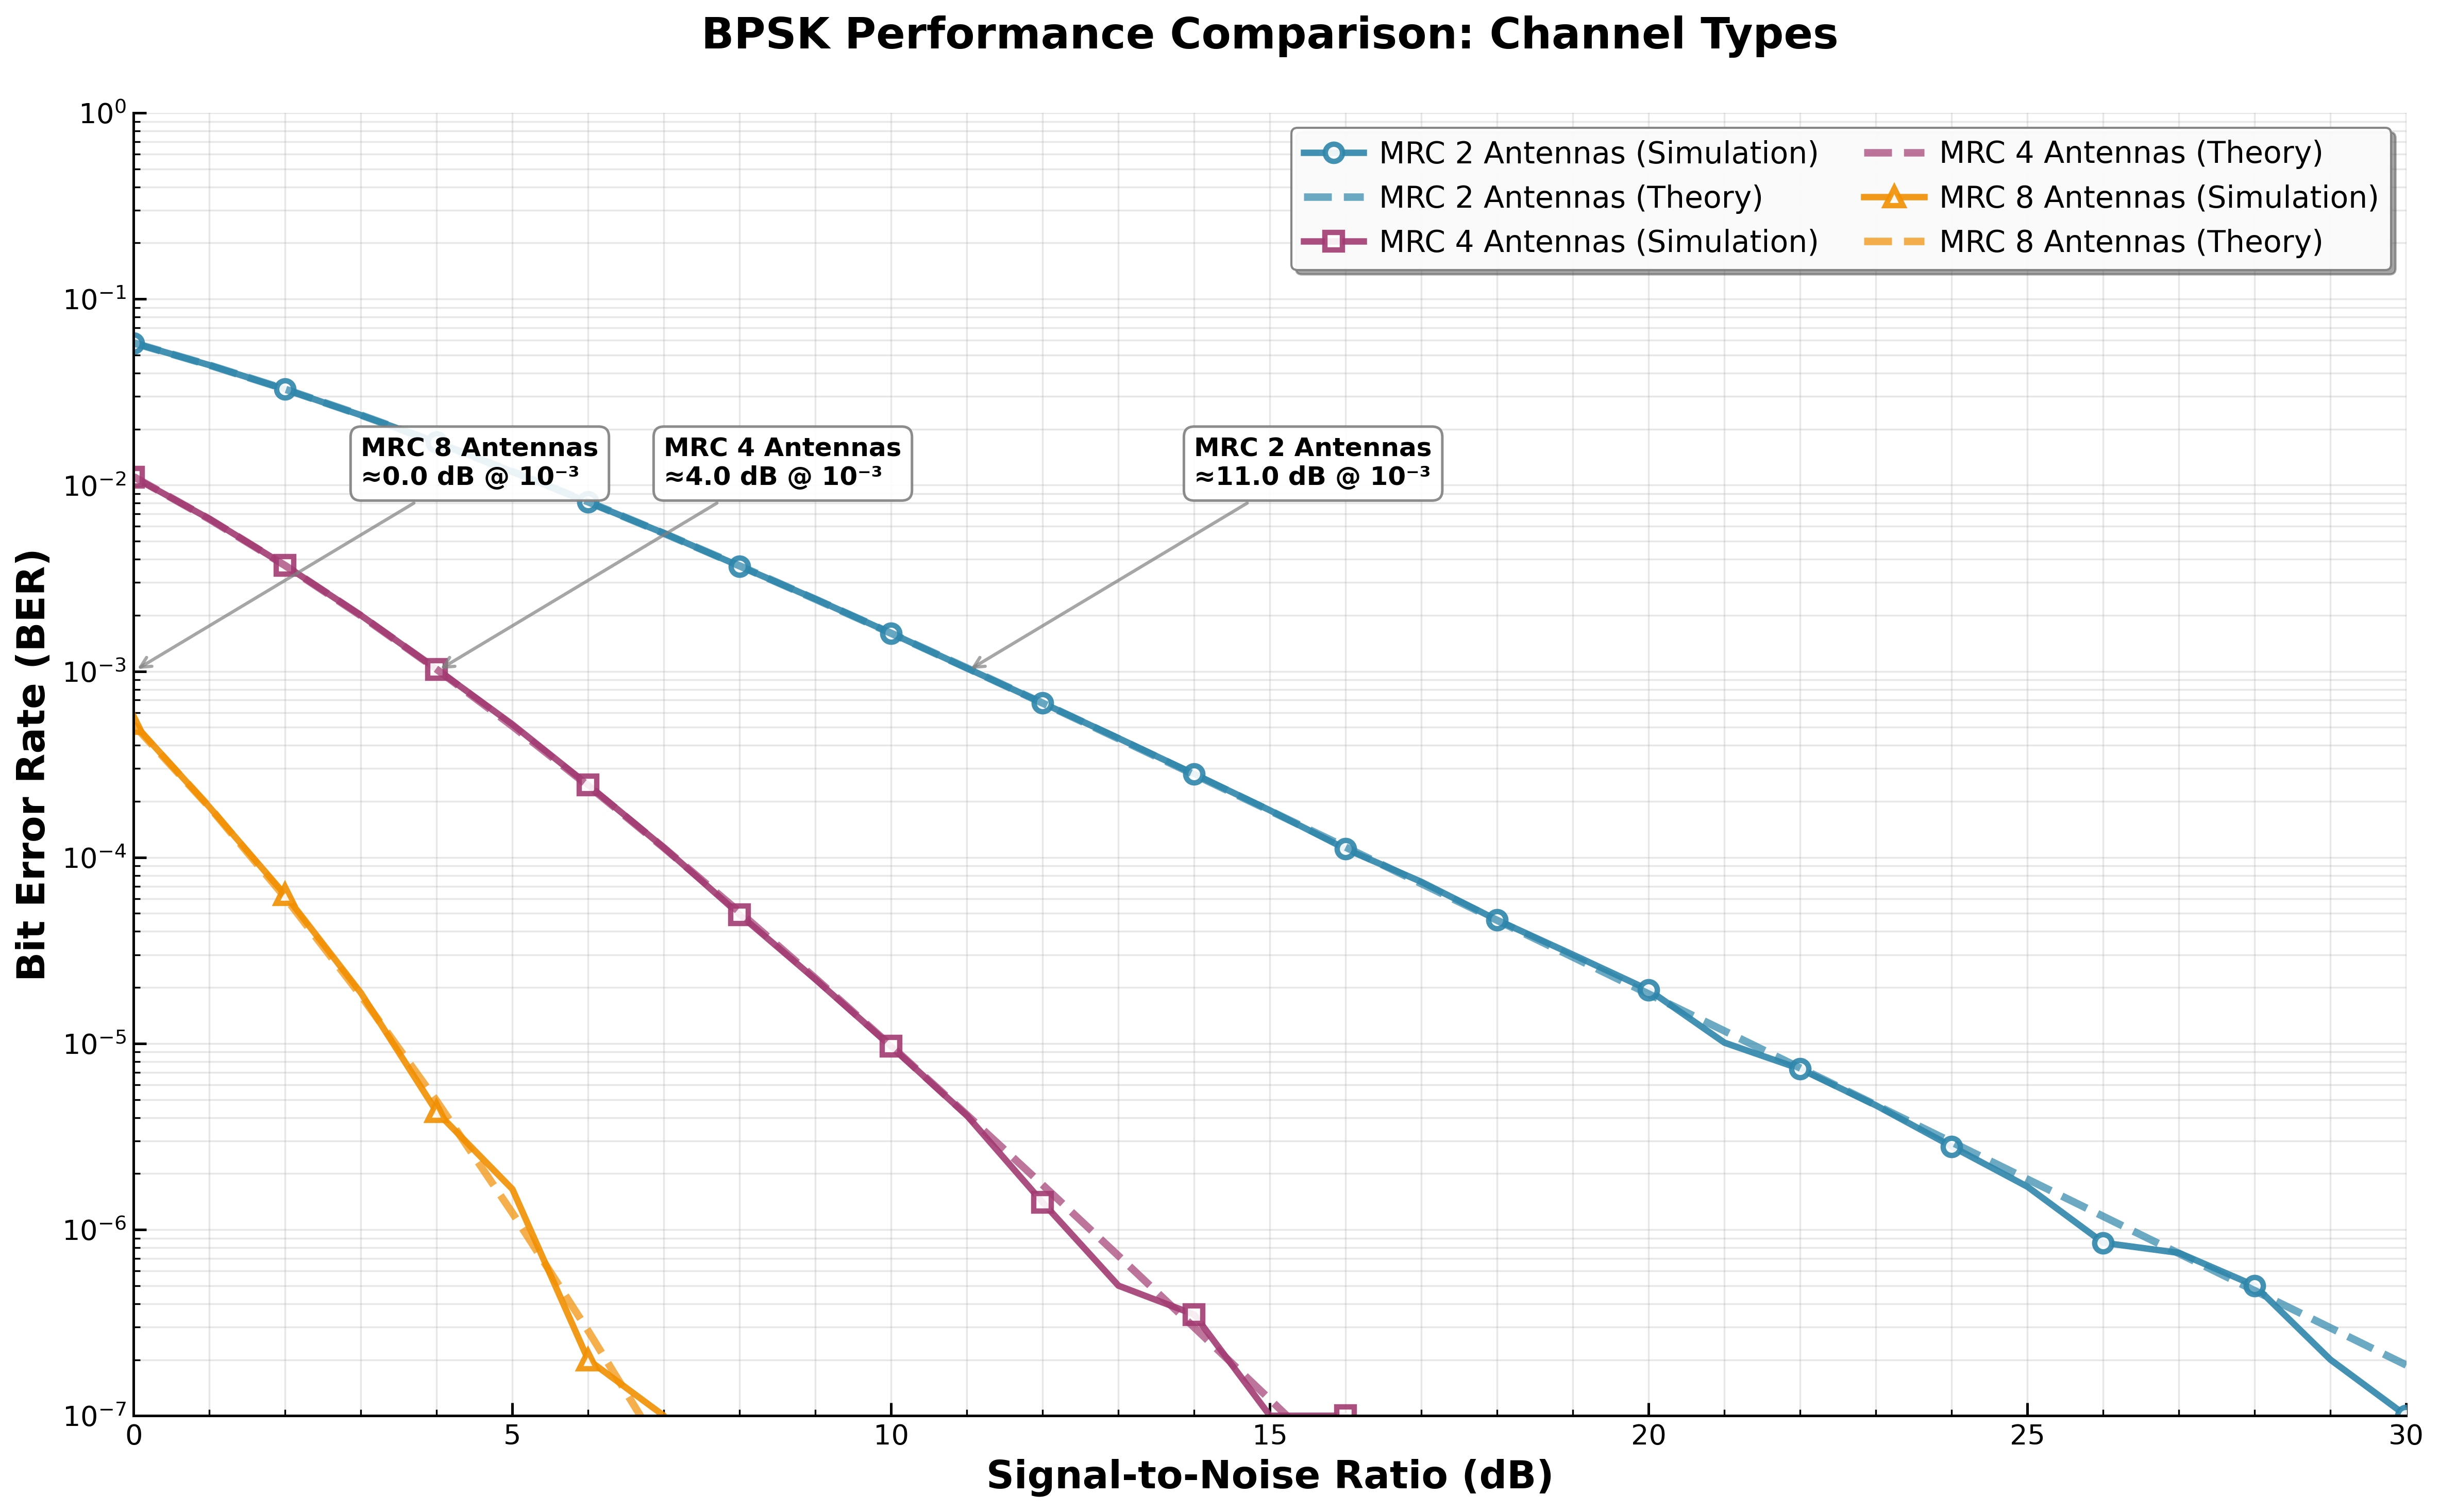 BPSK Performance Comparison: Channel Types
MRC 2 Antennas (Simulation)
MRC 2 Antennas (Theory)
MRC 4 Antennas (Simulation)
MRC 4 Antennas (Theory)
MRC 8 Antennas (Simulation)
MRC 8 Antennas (Theory)
MRC 8 Antennas
≈0.0 dB @ 10⁻³
MRC 4 Antennas
≈4.0 dB @ 10⁻³
MRC 2 Antennas
≈11.0 dB @ 10⁻³
Bit Error Rate (BER)
10⁰
10⁻¹
10⁻²
10⁻³
10⁻⁴
10⁻⁵
10⁻⁶
10⁻⁷
0 5 10 15 20 25 30
Signal-to-Noise Ratio (dB)